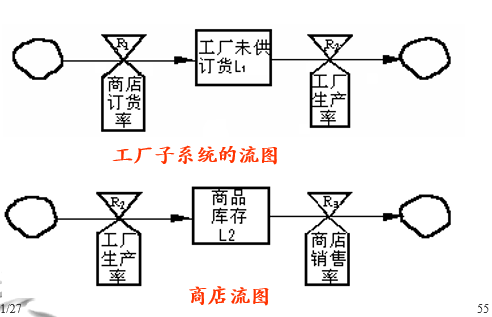 R1
工厂未供
订货L1
R2
商店
订货
率
工厂
生产
率
工厂子系统的流图
R2
商品
库存
L2
R3
工厂
生产
率
商店
销售
率
商店流图
1/27
55